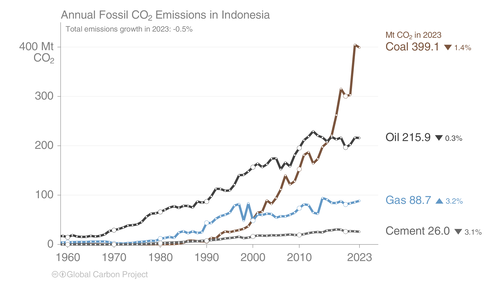 Annual Fossil CO₂ Emissions in Indonesia
Total emissions growth in 2023: -0.5%
Mt CO₂ in 2023
400 Mt
CO₂
300
200
100
0
Coal 399.1 ▼ 1.4%
Oil 215.9 ▼ 0.3%
Gas 88.7 ▲ 3.2%
Cement 26.0 ▼ 3.1%
1960 1970 1980 1990 2000 2010 2023
Global Carbon Project